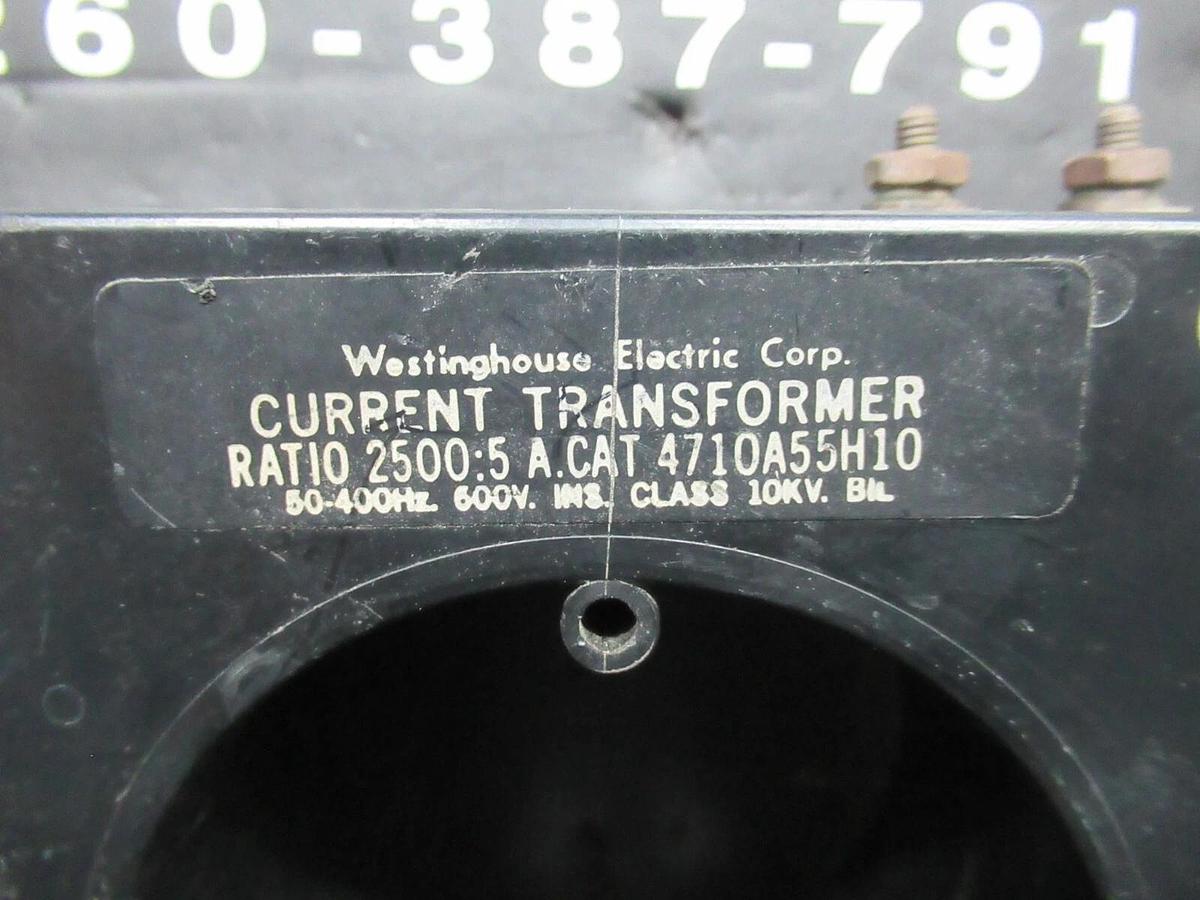 260-387-791
Westinghouse Electric Corp.
CURRENT TRANSFORMER
RATIO 2500:5 A.CAT 4710A55H10
50-400Hz. 600V. INS. CLASS 10KV. BIL